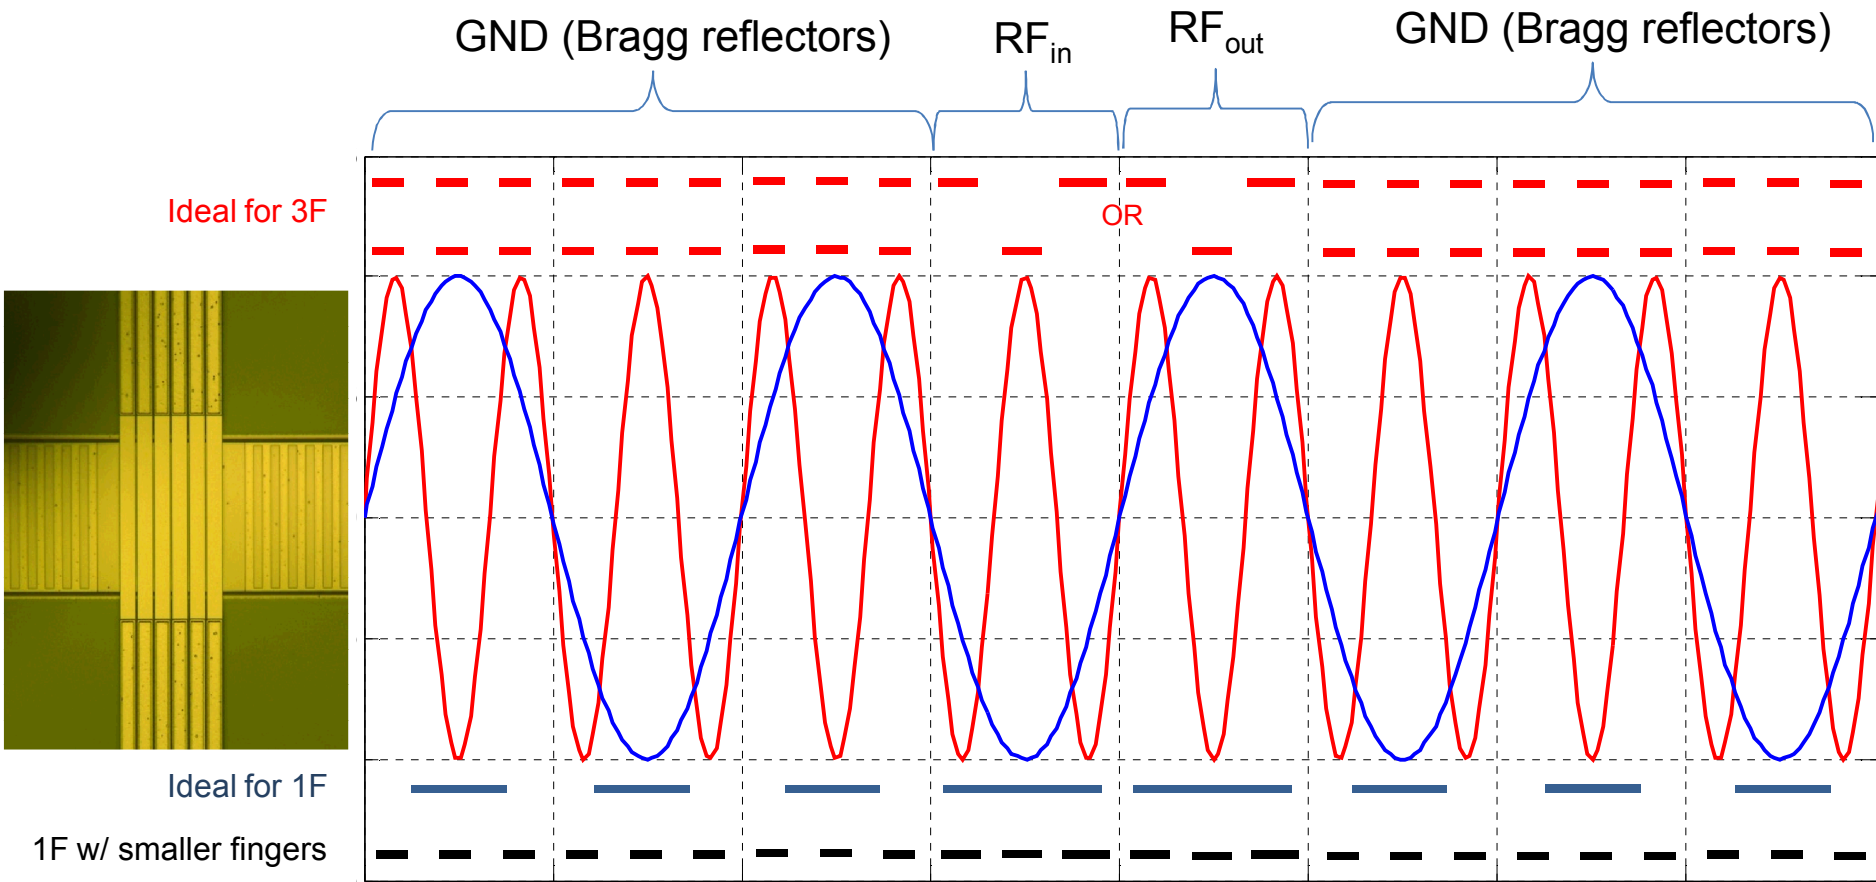 GND (Bragg reflectors)
RFin
RFout
GND (Bragg reflectors)
Ideal for 3F
OR
Ideal for 1F
1F w/ smaller fingers